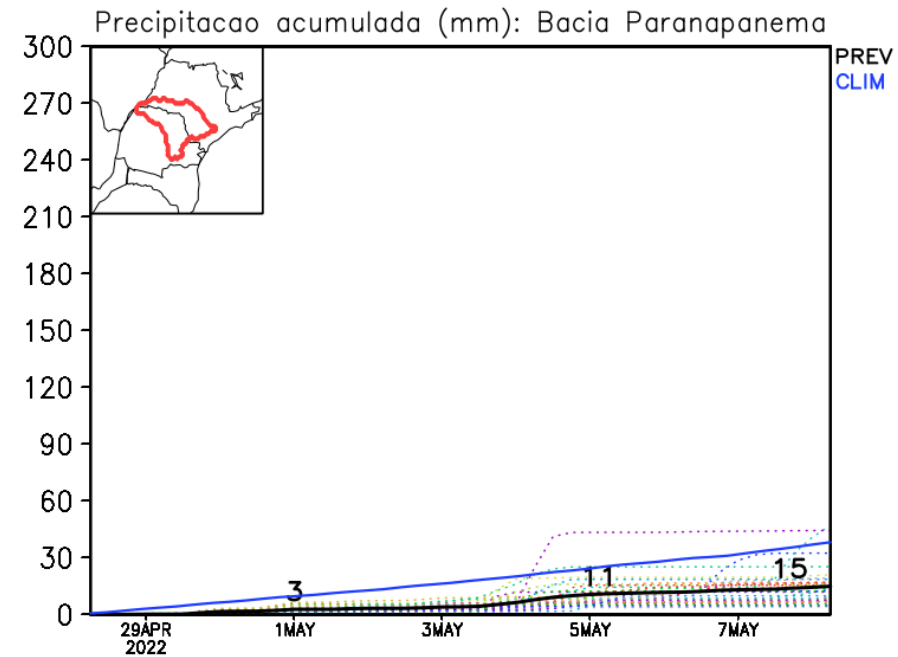 Precipitacao acumulada (mm): Bacia Paranapanema
300
PREV
CLIM
270
240
210
180
150
120
90
60
30
0
3
11
15
29APR
2022
1MAY
3MAY
5MAY
7MAY